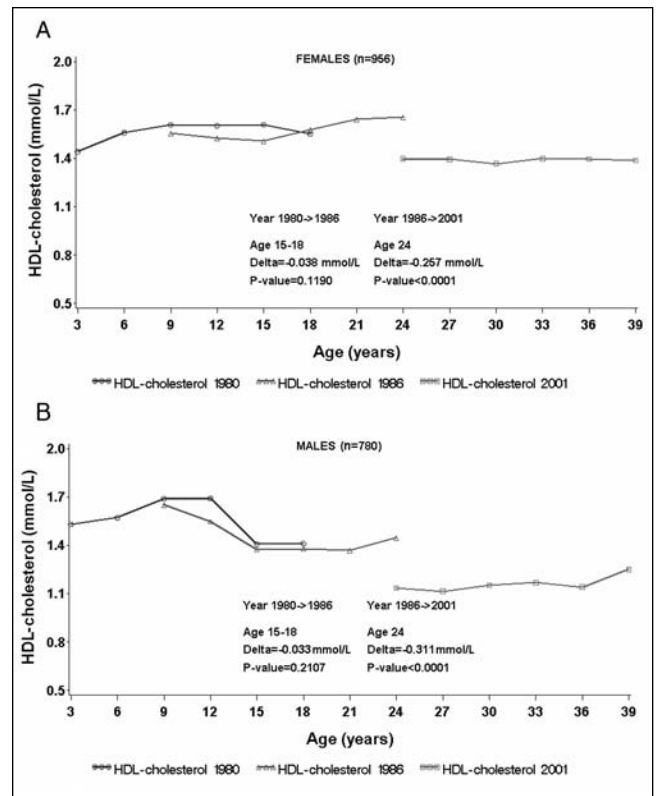 A
FEMALES (n=956)
HDL-cholesterol (mmol/L)
2.0
1.7
1.4
1.1
0.8
0.5
Year 1980->1986 Year 1986->2001
Age 15-18 Age 24
Delta=-0.038 mmol/L Delta=-0.257 mmol/L
P-value=0.1190 P-value<0.0001
3 6 9 12 15 18 21 24 27 30 33 36 39
Age (years)
HDL-cholesterol 1980 HDL-cholesterol 1986 HDL-cholesterol 2001
B
MALES (n=780)
HDL-cholesterol (mmol/L)
2.0
1.7
1.4
1.1
0.8
0.5
Year 1980->1986 Year 1986->2001
Age 15-18 Age 24
Delta=-0.033 mmol/L Delta=-0.311 mmol/L
P-value=0.2107 P-value<0.0001
3 6 9 12 15 18 21 24 27 30 33 36 39
Age (years)
HDL-cholesterol 1980 HDL-cholesterol 1986 HDL-cholesterol 2001